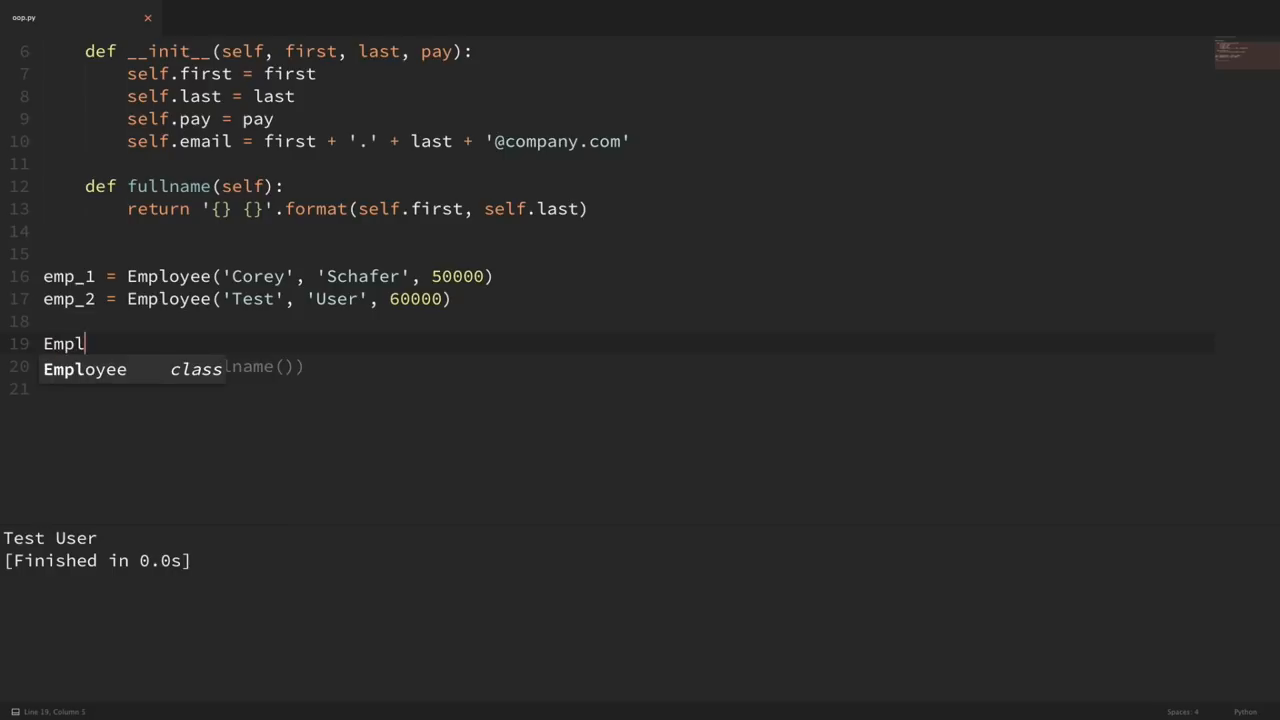 oop.py ×
6 def __init__(self, first, last, pay):
7 self.first = first
8 self.last = last
9 self.pay = pay
10 self.email = first + '.' + last + '@company.com'
11
12 def fullname(self):
13 return '{} {}'.format(self.first, self.last)
14
15
16 emp_1 = Employee('Corey', 'Schafer', 50000)
17 emp_2 = Employee('Test', 'User', 60000)
18
19 Empl
Employee class
20 lname())
21
Test User
[Finished in 0.0s]
Line 19, Column 5 Spaces: 4 Python